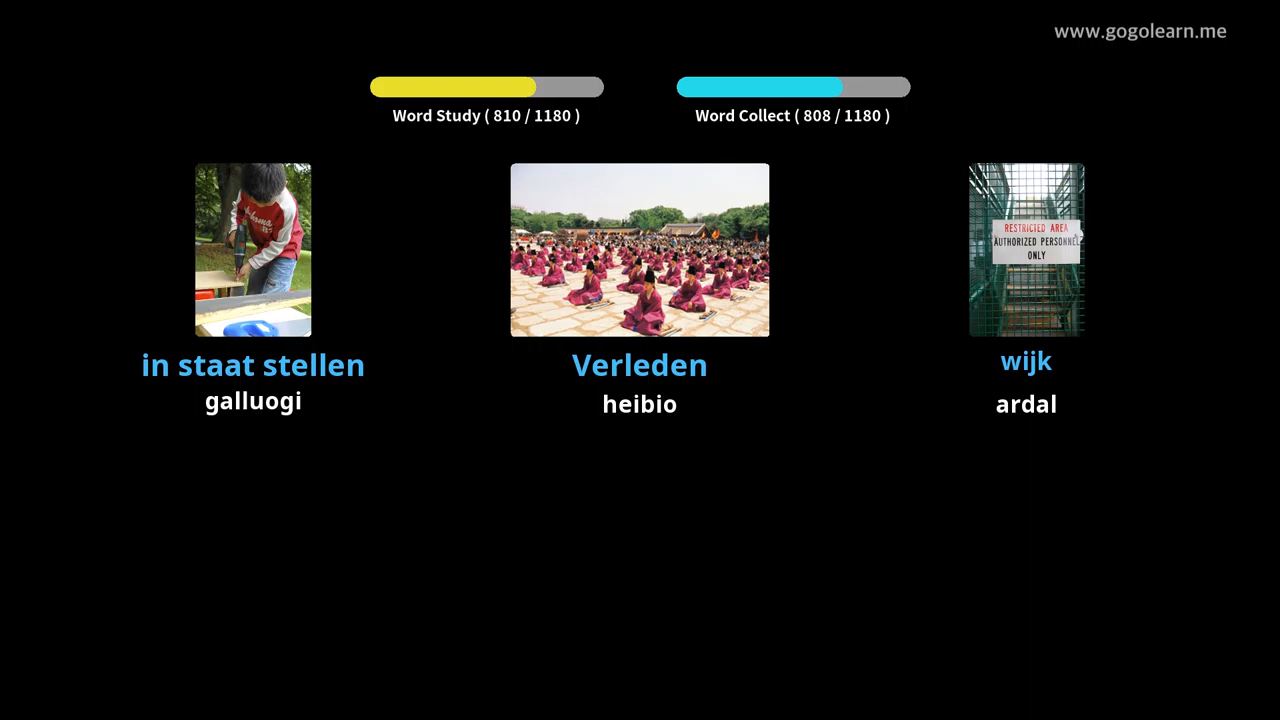 www.gogolearn.me
Word Study ( 810 / 1180 )
Word Collect ( 808 / 1180 )
RESTRICTED AREA
AUTHORIZED PERSONNEL
ONLY
in staat stellen
galluogi
Verleden
heibio
wijk
ardal